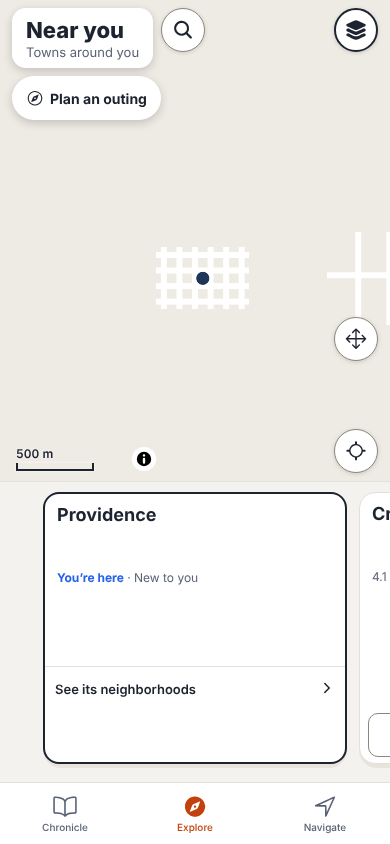 Near you
Towns around you
Plan an outing
500 m
Providence
You're here · New to you
See its neighborhoods
Cr
4.1
Chronicle
Explore
Navigate